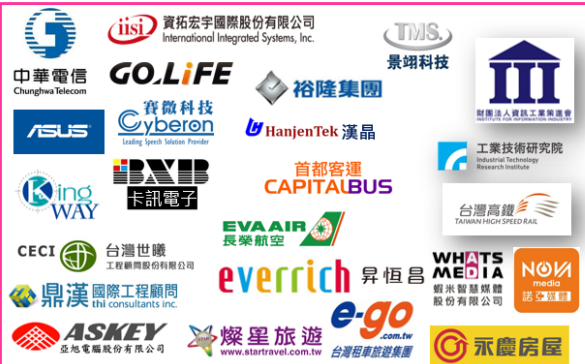 中華電信
Chunghwa Telecom
iisi
資拓宏宇國際股份有限公司
International Integrated Systems, Inc.
GO.LiFE
TMS.
景翊科技
裕隆集團
III
財團法人資訊工業策進會
INSTITUTE FOR INFORMATION INDUSTRY
ASUS
賽微科技
Cyberon
Leading Speech Solution Provider
HanjenTek 漢晶
工業技術研究院
Industrial Technology
Research Institute
King
WAY
BXB
卡訊電子
首都客運
CAPITALBUS
台灣高鐵
TAIWAN HIGH SPEED RAIL
EVA AIR
長榮航空
CECI
台灣世曦
工程顧問股份有限公司
everrich 昇恒昌
WHATS
MEDIA
蝦米智慧媒體
股份有限公司
NOVA
media
諾亞媒體
鼎漢 國際工程顧問
thi consultants inc.
e-go
.com.tw
台灣租車旅遊集團
ASKEY
亞旭電腦股份有限公司
燦星旅遊
www.startravel.com.tw
永慶房屋